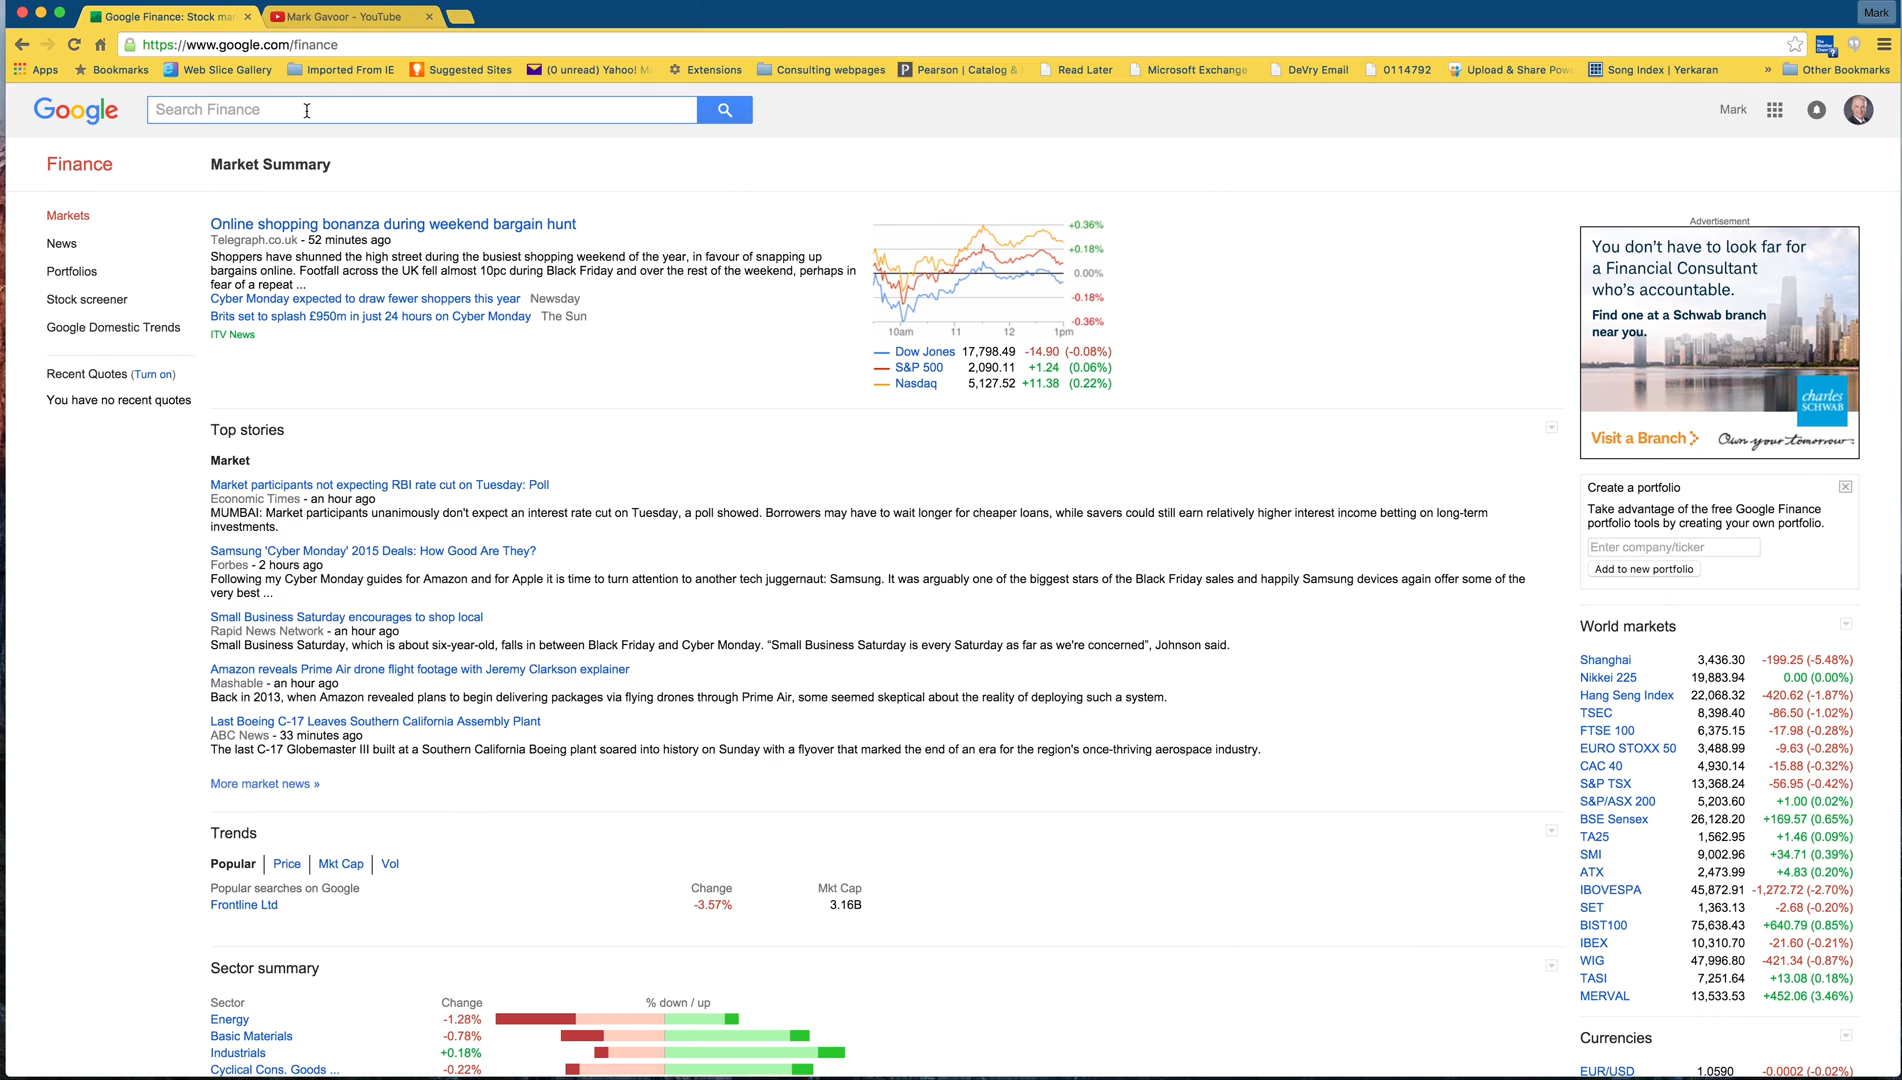 Google Finance: Stock mar
Mark Gavoor - YouTube
Mark
https://www.google.com/finance
Apps
Bookmarks
Web Slice Gallery
Imported From IE
Suggested Sites
(0 unread) Yahoo! M
Extensions
Consulting webpages
Pearson | Catalog &
Read Later
Microsoft Exchange
DeVry Email
0114792
Upload & Share Pow
Song Index | Yerkaran
»
Other Bookmarks
Google
Search Finance
Mark
Finance
Market Summary
Markets
News
Portfolios
Stock screener
Google Domestic Trends
Recent Quotes (Turn on)
You have no recent quotes
Online shopping bonanza during weekend bargain hunt
Telegraph.co.uk - 52 minutes ago
Shoppers have shunned the high street during the busiest shopping weekend of the year, in favour of snapping up
bargains online. Footfall across the UK fell almost 10pc during Black Friday and over the rest of the weekend, perhaps in
fear of a repeat ...
Cyber Monday expected to draw fewer shoppers this year Newsday
Brits set to splash £950m in just 24 hours on Cyber Monday The Sun
ITV News
+0.36%
+0.18%
0.00%
-0.18%
-0.36%
10am 11 12 1pm
Dow Jones 17,798.49 -14.90 (-0.08%)
S&P 500 2,090.11 +1.24 (0.06%)
Nasdaq 5,127.52 +11.38 (0.22%)
Top stories
Market
Market participants not expecting RBI rate cut on Tuesday: Poll
Economic Times - an hour ago
MUMBAI: Market participants unanimously don't expect an interest rate cut on Tuesday, a poll showed. Borrowers may have to wait longer for cheaper loans, while savers could still earn relatively higher interest income betting on long-term
investments.
Samsung 'Cyber Monday' 2015 Deals: How Good Are They?
Forbes - 2 hours ago
Following my Cyber Monday guides for Amazon and for Apple it is time to turn attention to another tech juggernaut: Samsung. It was arguably one of the biggest stars of the Black Friday sales and happily Samsung devices again offer some of the
very best ...
Small Business Saturday encourages to shop local
Rapid News Network - an hour ago
Small Business Saturday, which is about six-year-old, falls in between Black Friday and Cyber Monday. “Small Business Saturday is every Saturday as far as we're concerned”, Johnson said.
Amazon reveals Prime Air drone flight footage with Jeremy Clarkson explainer
Mashable - an hour ago
Back in 2013, when Amazon revealed plans to begin delivering packages via flying drones through Prime Air, some seemed skeptical about the reality of deploying such a system.
Last Boeing C-17 Leaves Southern California Assembly Plant
ABC News - 33 minutes ago
The last C-17 Globemaster III built at a Southern California Boeing plant soared into history on Sunday with a flyover that marked the end of an era for the region's once-thriving aerospace industry.
More market news »
Trends
Popular Price Mkt Cap Vol
Popular searches on Google Change Mkt Cap
Frontline Ltd -3.57% 3.16B
Sector summary
Sector Change % down / up
Energy -1.28%
Basic Materials -0.78%
Industrials +0.18%
Cyclical Cons. Goods ... -0.22%
Advertisement
You don't have to look far for
a Financial Consultant
who's accountable.
Find one at a Schwab branch
near you.
charles
SCHWAB
Visit a Branch
Own your tomorrow
Create a portfolio
Take advantage of the free Google Finance
portfolio tools by creating your own portfolio.
Enter company/ticker
Add to new portfolio
World markets
Shanghai 3,436.30 -199.25 (-5.48%)
Nikkei 225 19,883.94 0.00 (0.00%)
Hang Seng Index 22,068.32 -420.62 (-1.87%)
TSEC 8,398.40 -86.50 (-1.02%)
FTSE 100 6,375.15 -17.98 (-0.28%)
EURO STOXX 50 3,488.99 -9.63 (-0.28%)
CAC 40 4,930.14 -15.88 (-0.32%)
S&P TSX 13,368.24 -56.95 (-0.42%)
S&P/ASX 200 5,203.60 +1.00 (0.02%)
BSE Sensex 26,128.20 +169.57 (0.65%)
TA25 1,562.95 +1.46 (0.09%)
SMI 9,002.96 +34.71 (0.39%)
ATX 2,473.99 +4.83 (0.20%)
IBOVESPA 45,872.91 -1,272.72 (-2.70%)
SET 1,363.13 -2.68 (-0.20%)
BIST100 75,638.43 +640.79 (0.85%)
IBEX 10,310.70 -21.60 (-0.21%)
WIG 47,996.80 -421.34 (-0.87%)
TASI 7,251.64 +13.08 (0.18%)
MERVAL 13,533.53 +452.06 (3.46%)
Currencies
EUR/USD 1.0590 -0.0002 (-0.02%)